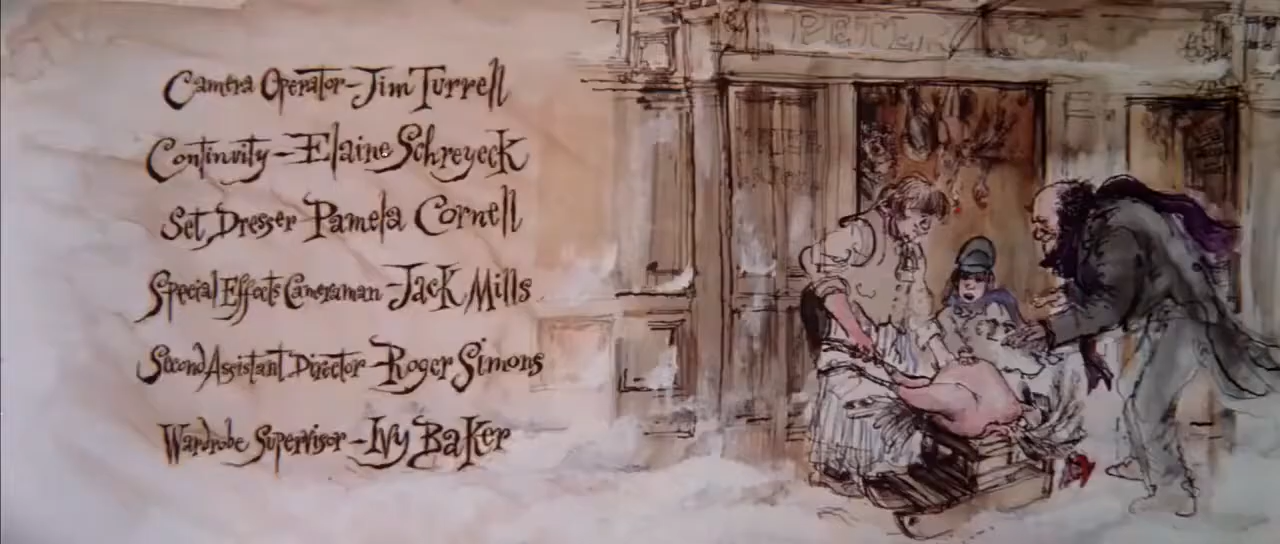 Camera Operator - Jim Turrell
Continuity - Elaine Schreyeck
Set Dresser - Pamela Cornell
Special Effects Cameraman - Jack Mills
Second Assistant Director - Roger Simons
Wardrobe Supervisor - Ivy Baker
PETER